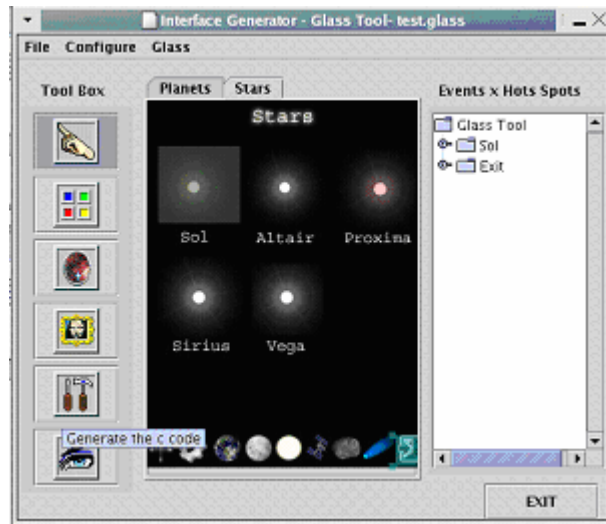 Interface Generator - Glass Tool- test.glass
File Configure Glass
Tool Box
Planets Stars
Events x Hots Spots
Stars
Glass Tool
Sol
Exit
Sol Altair Proxima
Sirius Vega
Generate the c code
EXIT